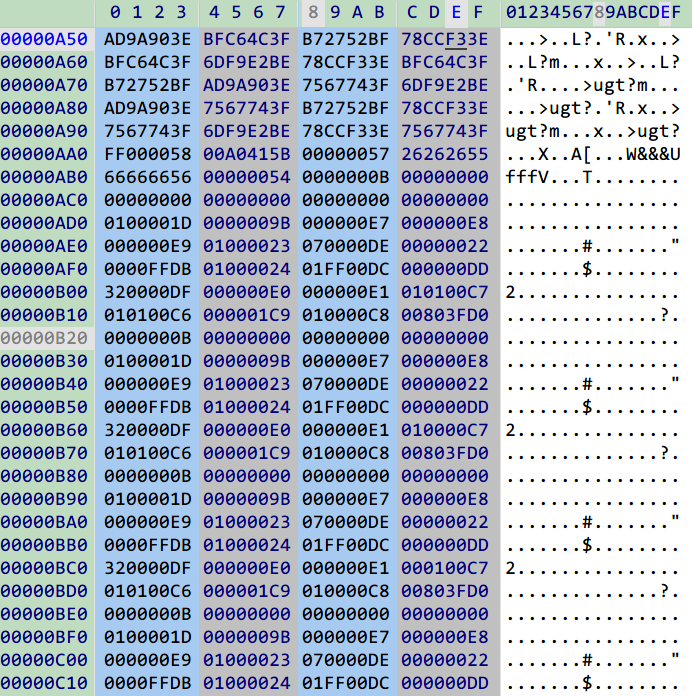 0 1 2 3 4 5 6 7 8 9 A B C D E F 0123456789ABCDEF
00000A50 AD9A903E BFC64C3F B72752BF 78CCF33E ...>..L?.'R.x..>
00000A60 BFC64C3F 6DF9E2BE 78CCF33E BFC64C3F ..L?m...x..>..L?
00000A70 B72752BF AD9A903E 7567743F 6DF9E2BE .'R....>ugt?m...
00000A80 AD9A903E 7567743F B72752BF 78CCF33E ...>ugt?.'R.x..>
00000A90 7567743F 6DF9E2BE 78CCF33E 7567743F ugt?m...x..>ugt?
00000AA0 FF000058 00A0415B 00000057 26262655 ...X..A[...W&&&U
00000AB0 66666656 00000054 0000000B 00000000 fffV...T........
00000AC0 00000000 00000000 00000000 00000000 ................
00000AD0 0100001D 0000009B 000000E7 000000E8 ................
00000AE0 000000E9 01000023 070000DE 00000022 .......#......."
00000AF0 0000FFDB 01000024 01FF00DC 000000DD .......$........
00000B00 320000DF 000000E0 000000E1 010100C7 2...............
00000B10 010100C6 000001C9 010000C8 00803FD0 ..............?.
00000B20 0000000B 00000000 00000000 00000000 ................
00000B30 0100001D 0000009B 000000E7 000000E8 ................
00000B40 000000E9 01000023 070000DE 00000022 .......#......."
00000B50 0000FFDB 01000024 01FF00DC 000000DD .......$........
00000B60 320000DF 000000E0 000000E1 010000C7 2...............
00000B70 010100C6 000001C9 010000C8 00803FD0 ..............?.
00000B80 0000000B 00000000 00000000 00000000 ................
00000B90 0100001D 0000009B 000000E7 000000E8 ................
00000BA0 000000E9 01000023 070000DE 00000022 .......#......."
00000BB0 0000FFDB 01000024 01FF00DC 000000DD .......$........
00000BC0 320000DF 000000E0 000000E1 000100C7 2...............
00000BD0 010100C6 000001C9 010000C8 00803FD0 ..............?.
00000BE0 0000000B 00000000 00000000 00000000 ................
00000BF0 0100001D 0000009B 000000E7 000000E8 ................
00000C00 000000E9 01000023 070000DE 00000022 .......#......."
00000C10 0000FFDB 01000024 01FF00DC 000000DD .......$........